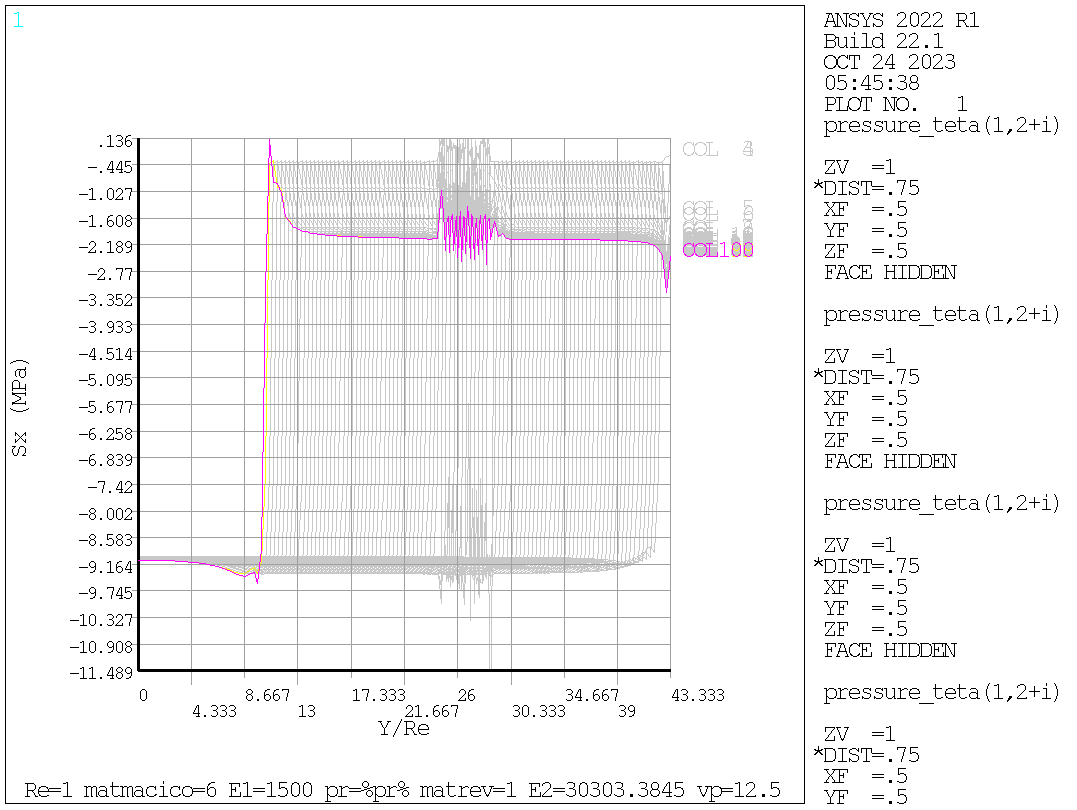 1
ANSYS 2022 R1
Build 22.1
OCT 24 2023
05:45:38
PLOT NO. 1
pressure_teta(1,2+i)
ZV =1
*DIST=.75
XF =.5
YF =.5
ZF =.5
FACE HIDDEN
pressure_teta(1,2+i)
ZV =1
*DIST=.75
XF =.5
YF =.5
ZF =.5
FACE HIDDEN
pressure_teta(1,2+i)
ZV =1
*DIST=.75
XF =.5
YF =.5
ZF =.5
FACE HIDDEN
pressure_teta(1,2+i)
ZV =1
*DIST=.75
XF =.5
YF =.5
.136
-.445
-1.027
-1.608
-2.189
-2.77
-3.352
-3.933
-4.514
-5.095
-5.677
-6.258
-6.839
-7.42
-8.002
-8.583
-9.164
-9.745
-10.327
-10.908
-11.489
Sx (MPa)
COL
COL100
0
4.333
8.667
13
17.333
21.667
26
30.333
34.667
39
43.333
Y/Re
Re=1 matmacico=6 E1=1500 pr=%pr% matrev=1 E2=30303.3845 vp=12.5